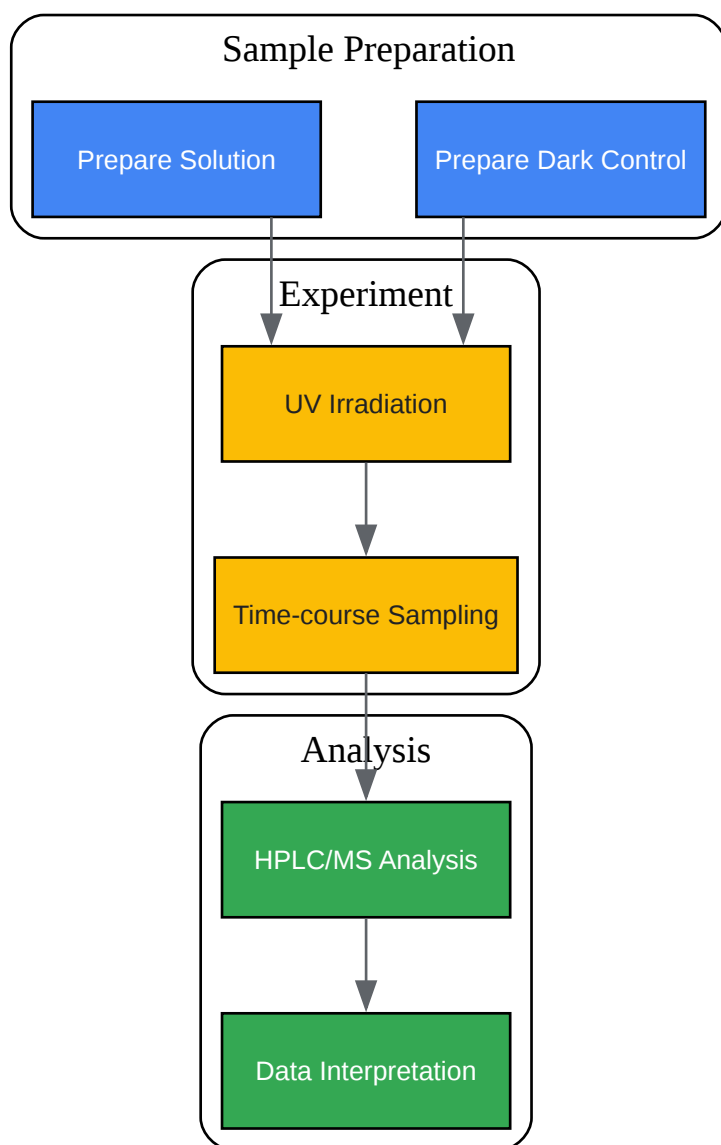 Sample Preparation
Prepare Solution
Prepare Dark Control
Experiment
UV Irradiation
Time-course Sampling
Analysis
HPLC/MS Analysis
Data Interpretation